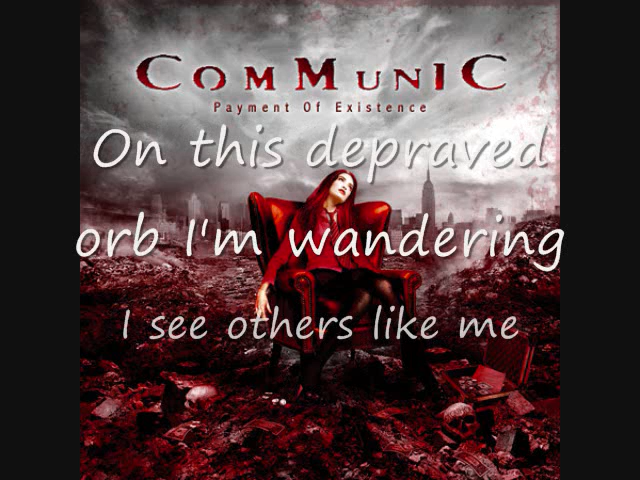 COMMUNIC
Payment Of Existence
On this depraved
orb I'm wandering
I see others like me